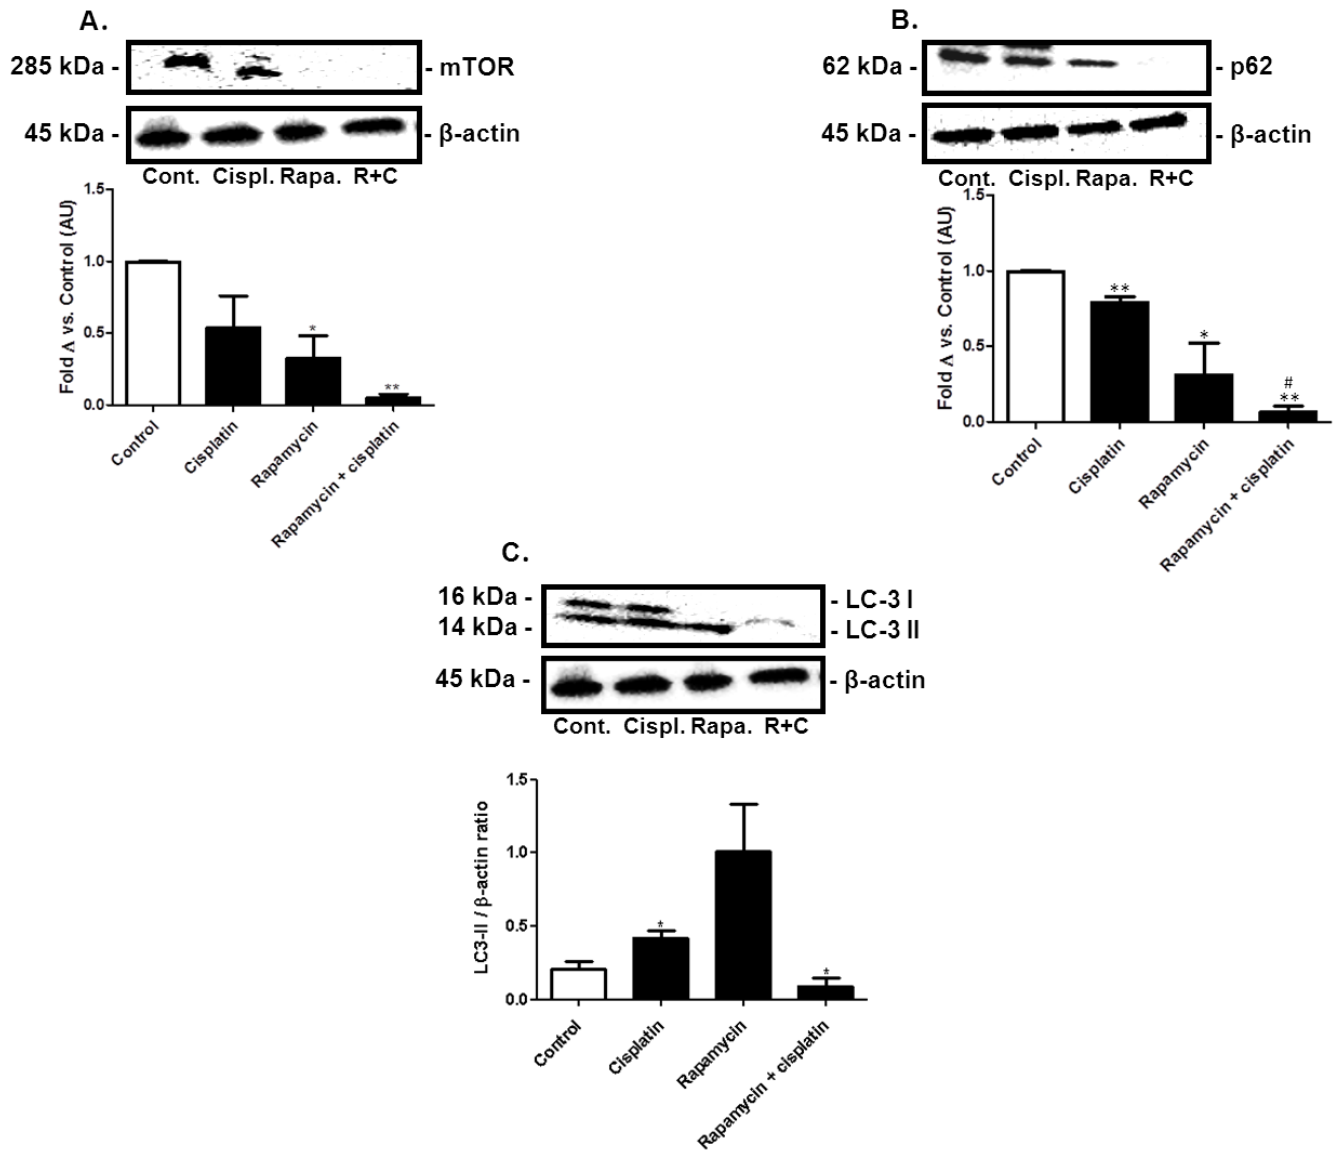 A.
285 kDa -
- mTOR
45 kDa -
- β-actin
Cont. Cispl. Rapa. R+C
Fold Λ vs. Control (AU)
1.5
1.0
0.5
0.0
*
**
Control
Cisplatin
Rapamycin
Rapamycin + cisplatin
B.
62 kDa -
- p62
45 kDa -
- β-actin
Cont. Cispl. Rapa. R+C
Fold Λ vs. Control (AU)
1.5
1.0
0.5
0.0
**
*
#
**
Control
Cisplatin
Rapamycin
Rapamycin + cisplatin
C.
16 kDa -
- LC-3 I
14 kDa -
- LC-3 II
45 kDa -
- β-actin
Cont. Cispl. Rapa. R+C
LC3-II / β-actin ratio
1.5
1.0
0.5
0.0
*
*
Control
Cisplatin
Rapamycin
Rapamycin + cisplatin